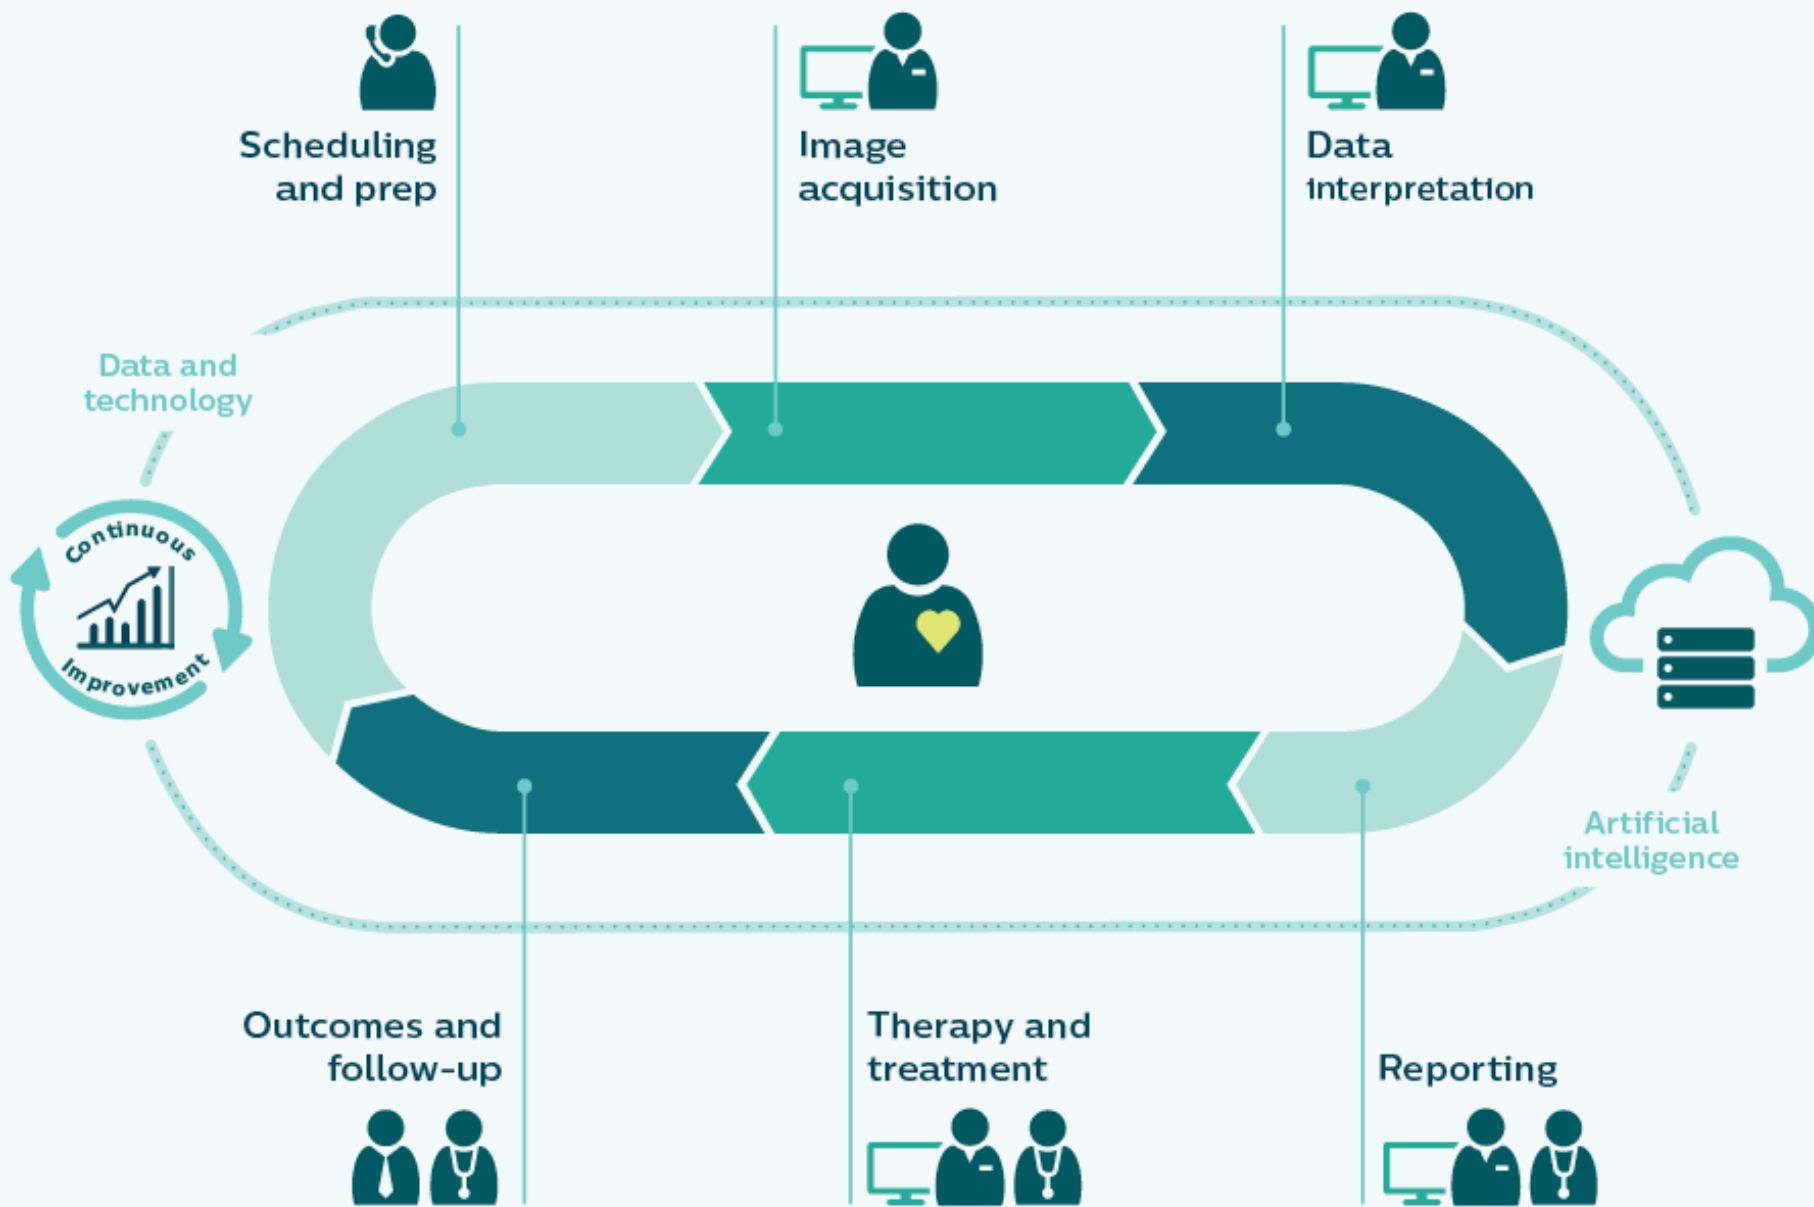 Scheduling
and prep
Image
acquisition
Data
interpretation
Data and
technology
Continuous
Improvement
Artificial
intelligence
Outcomes and
follow-up
Therapy and
treatment
Reporting